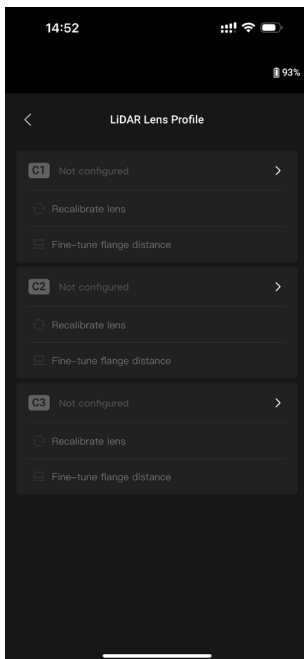 14:52
93%
LiDAR Lens Profile
C1 Not configured
Recalibrate lens
Fine-tune flange distance
C2 Not configured
Recalibrate lens
Fine-tune flange distance
C3 Not configured
Recalibrate lens
Fine-tune flange distance